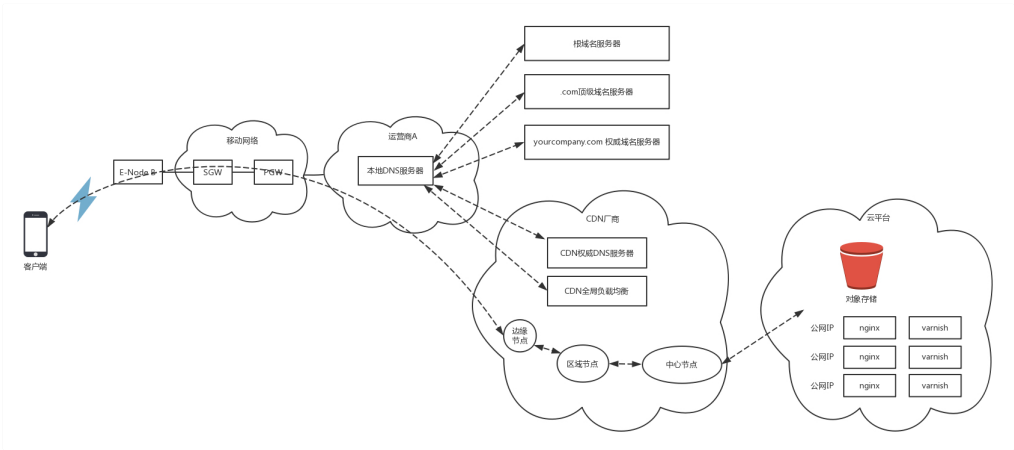 根域名服务器
.com顶级域名服务器
yourcompany.com 权威域名服务器
移动网络
运营商A
E-Node B
SGW
PGW
本地DNS服务器
客户端
CDN厂商
CDN权威DNS服务器
CDN全局负载均衡
边缘
节点
区域节点
中心节点
云平台
对象存储
公网IP nginx varnish
公网IP nginx varnish
公网IP nginx varnish